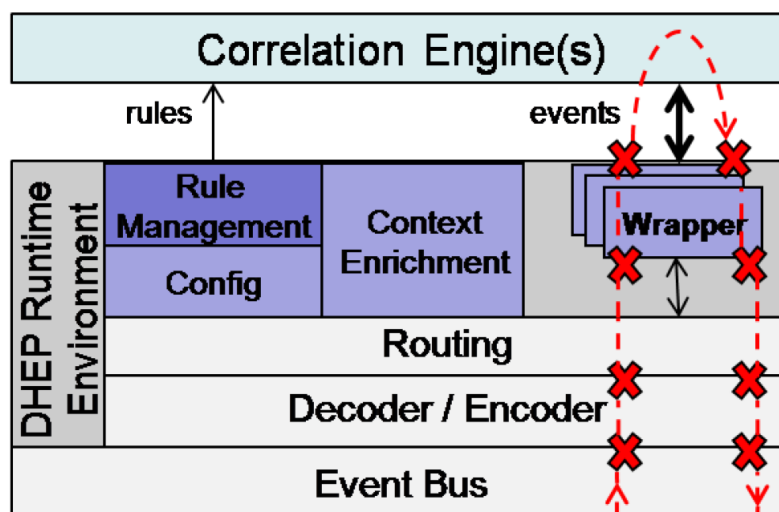 Correlation Engine(s)
rules
events
DHEP Runtime
Environment
Rule
Management
Config
Context
Enrichment
Wrapper
Routing
Decoder / Encoder
Event Bus